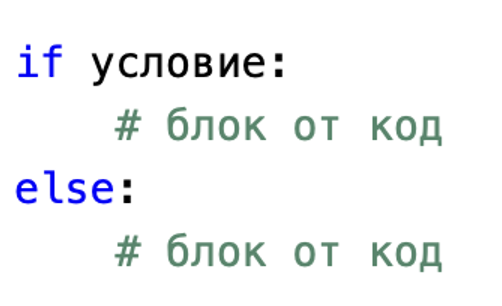 if условие:
    # блок от код
else:
    # блок от код